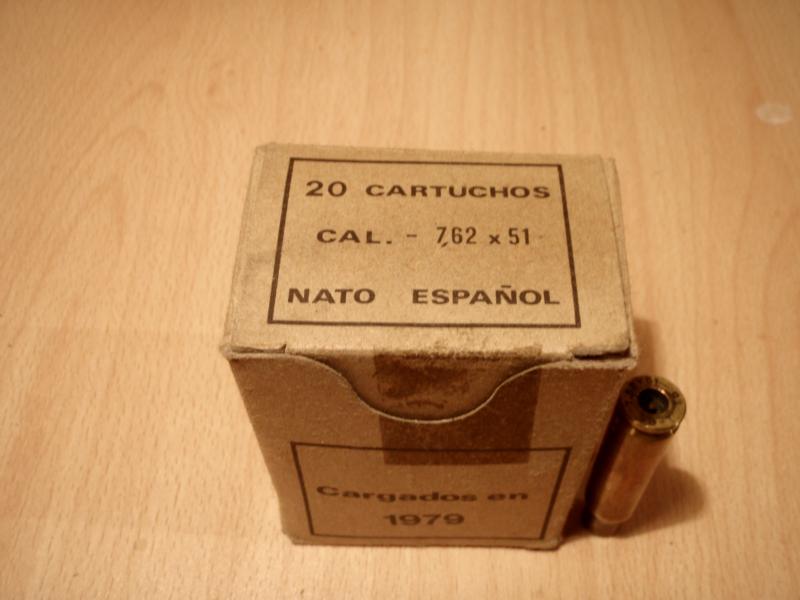 20 CARTUCHOS
CAL. - 7,62 x 51
NATO ESPAÑOL
Cargados en
1979